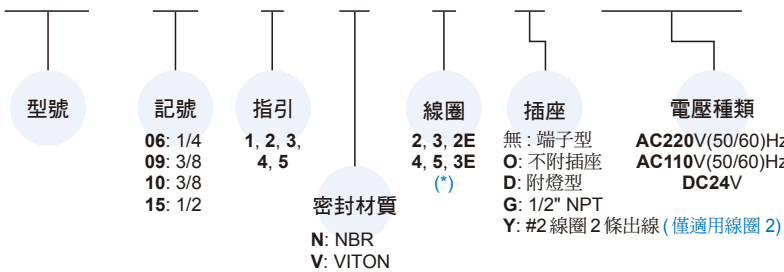 型號
記號
06: 1/4
09: 3/8
10: 3/8
15: 1/2
指引
1, 2, 3,
4, 5
密封材質
N: NBR
V: VITON
線圈
2, 3, 2E
4, 5, 3E
(*)
插座
無 : 端子型
O: 不附插座
D: 附燈型
G: 1/2" NPT
Y: #2 線圈 2 條出線 ( 僅適用線圈 2)
電壓種類
AC220V(50/60)Hz
AC110V(50/60)Hz
DC24V